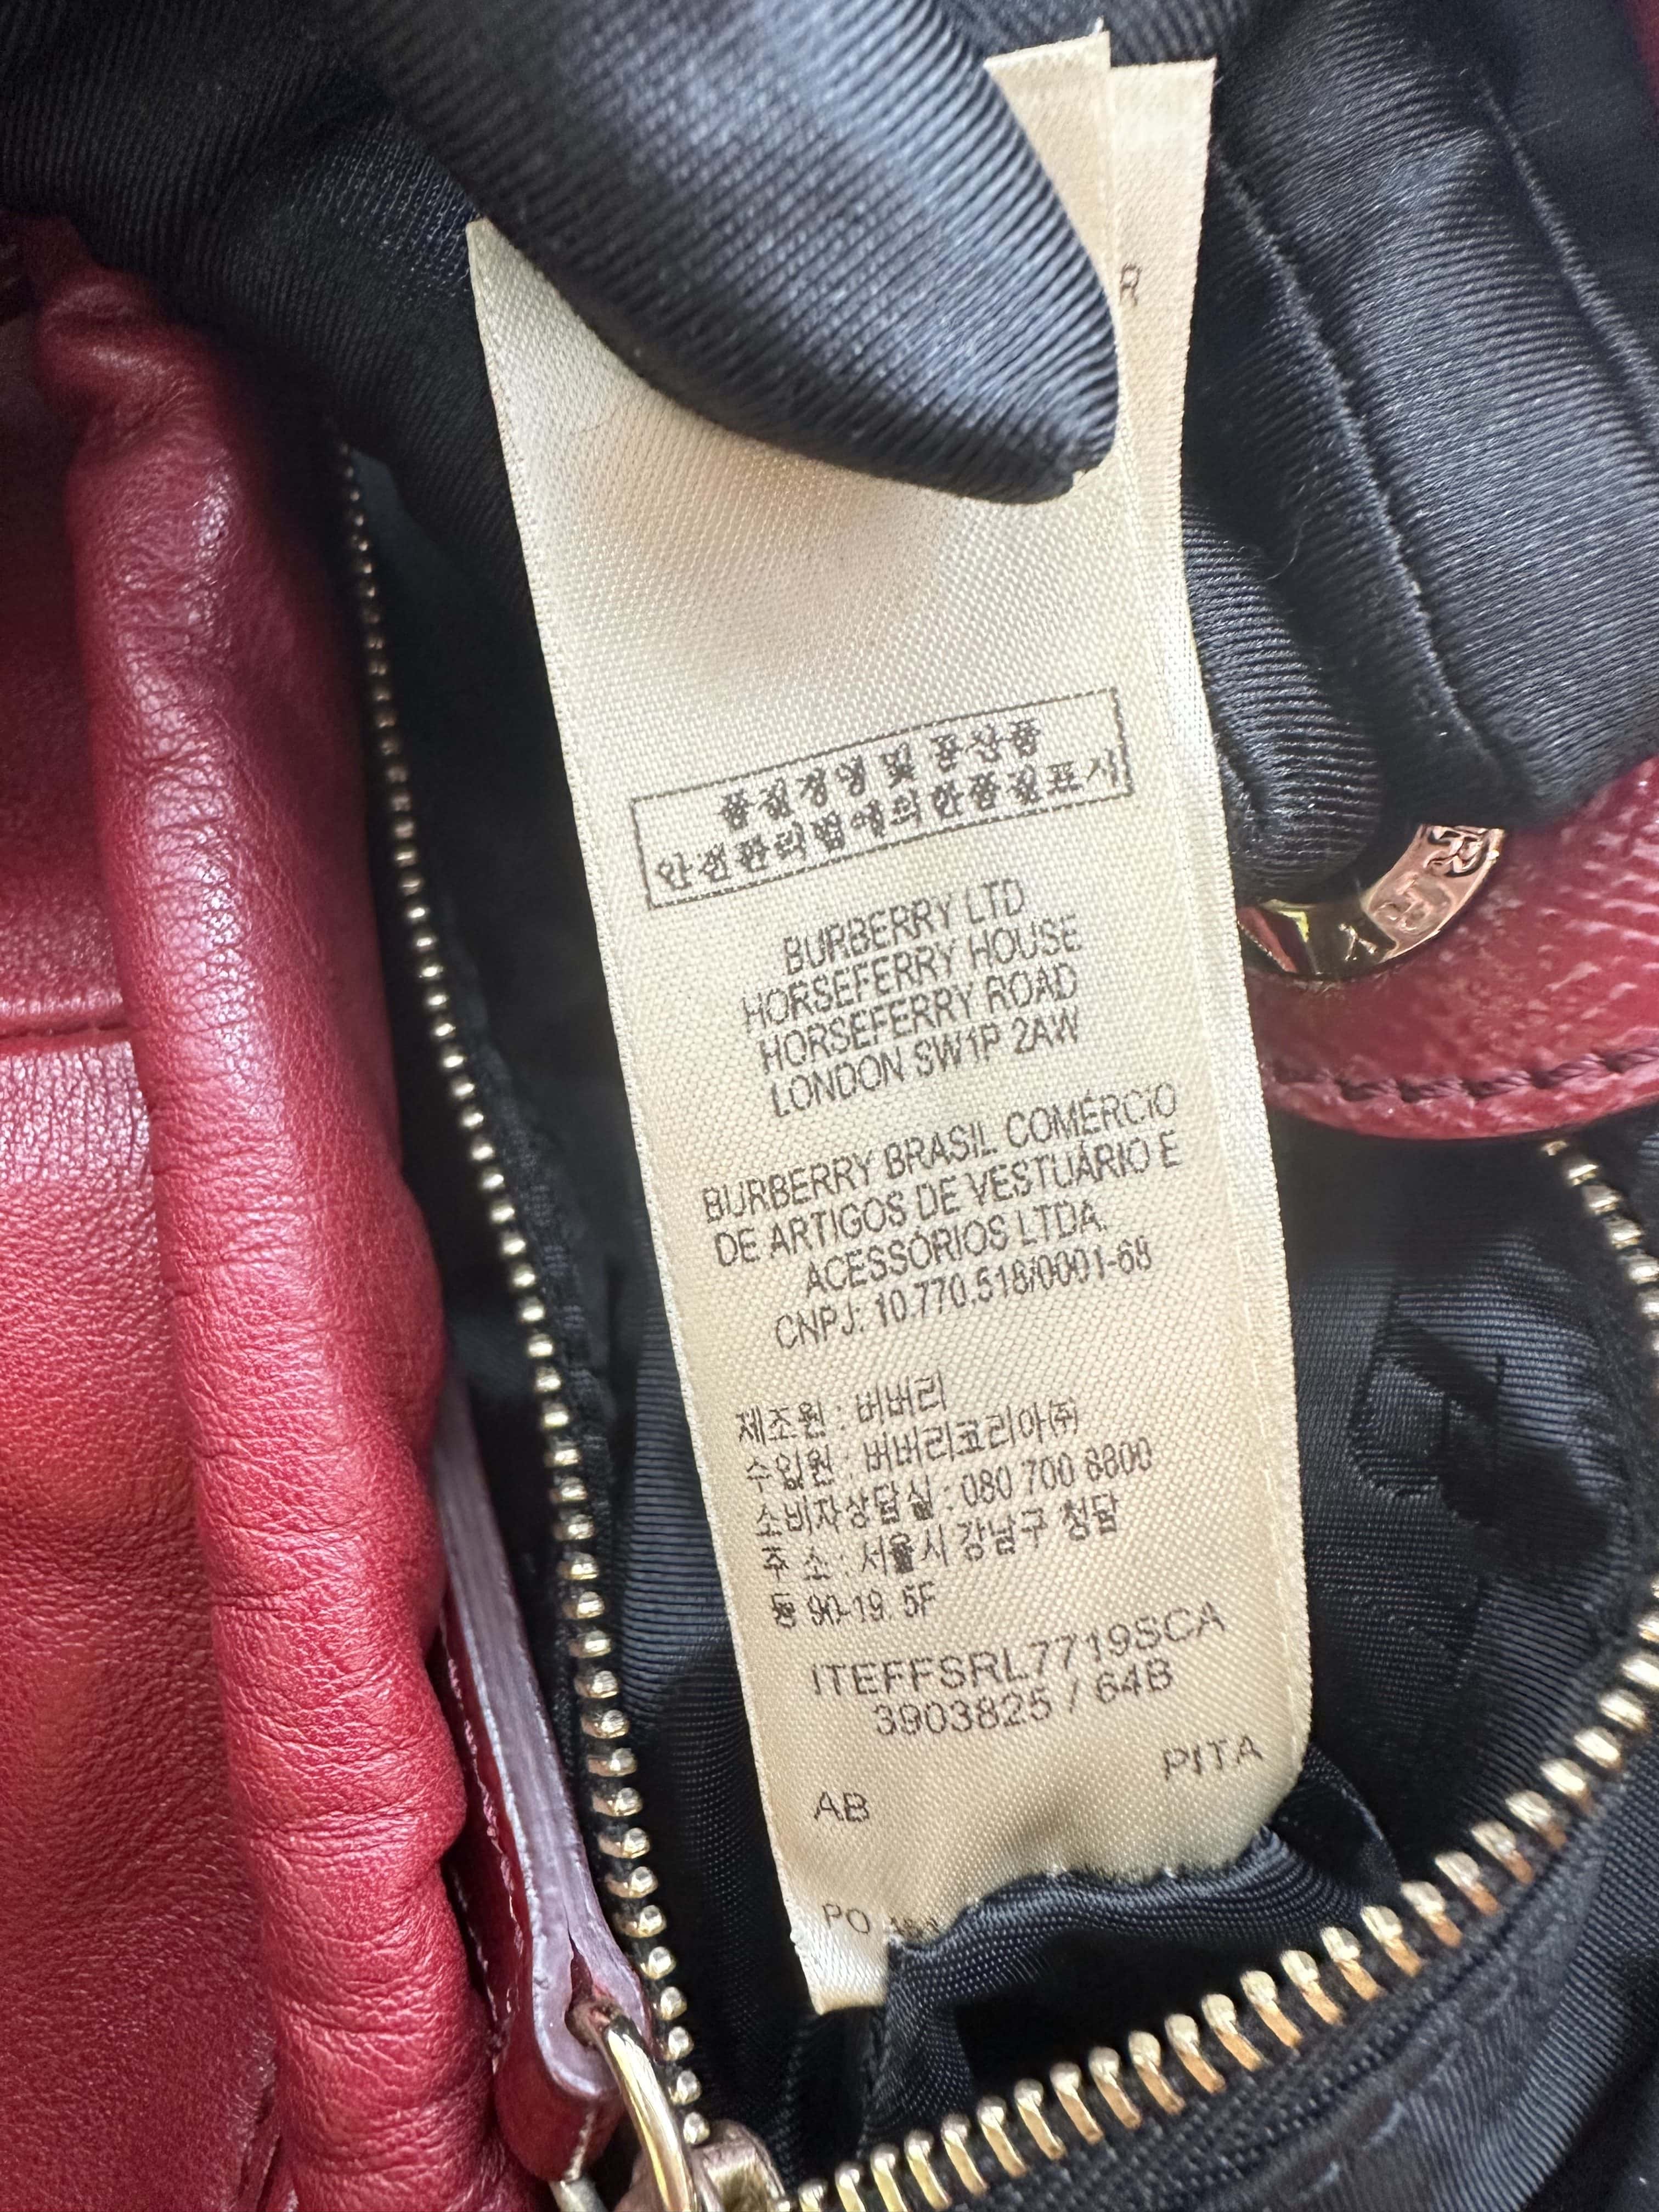 R
품질경영 및 공산품
안전관리법에의한품질표시
BURBERRY LTD
HORSEFERRY HOUSE
HORSEFERRY ROAD
LONDON SW1P 2AW
BURBERRY BRASIL COMÉRCIO
DE ARTIGOS DE VESTUÁRIO E
ACESSÓRIOS LTDA.
CNPJ: 10.770.518/0001-68
제조원 : 버버리
수입원 : 버버리코리아(주)
소비자상담실 : 080 700 8800
주 소 : 서울시 강남구 청담
동 90-19 5F
ITEFFSRL7719SCA
3903825 / 64B
PITA
AB
PO